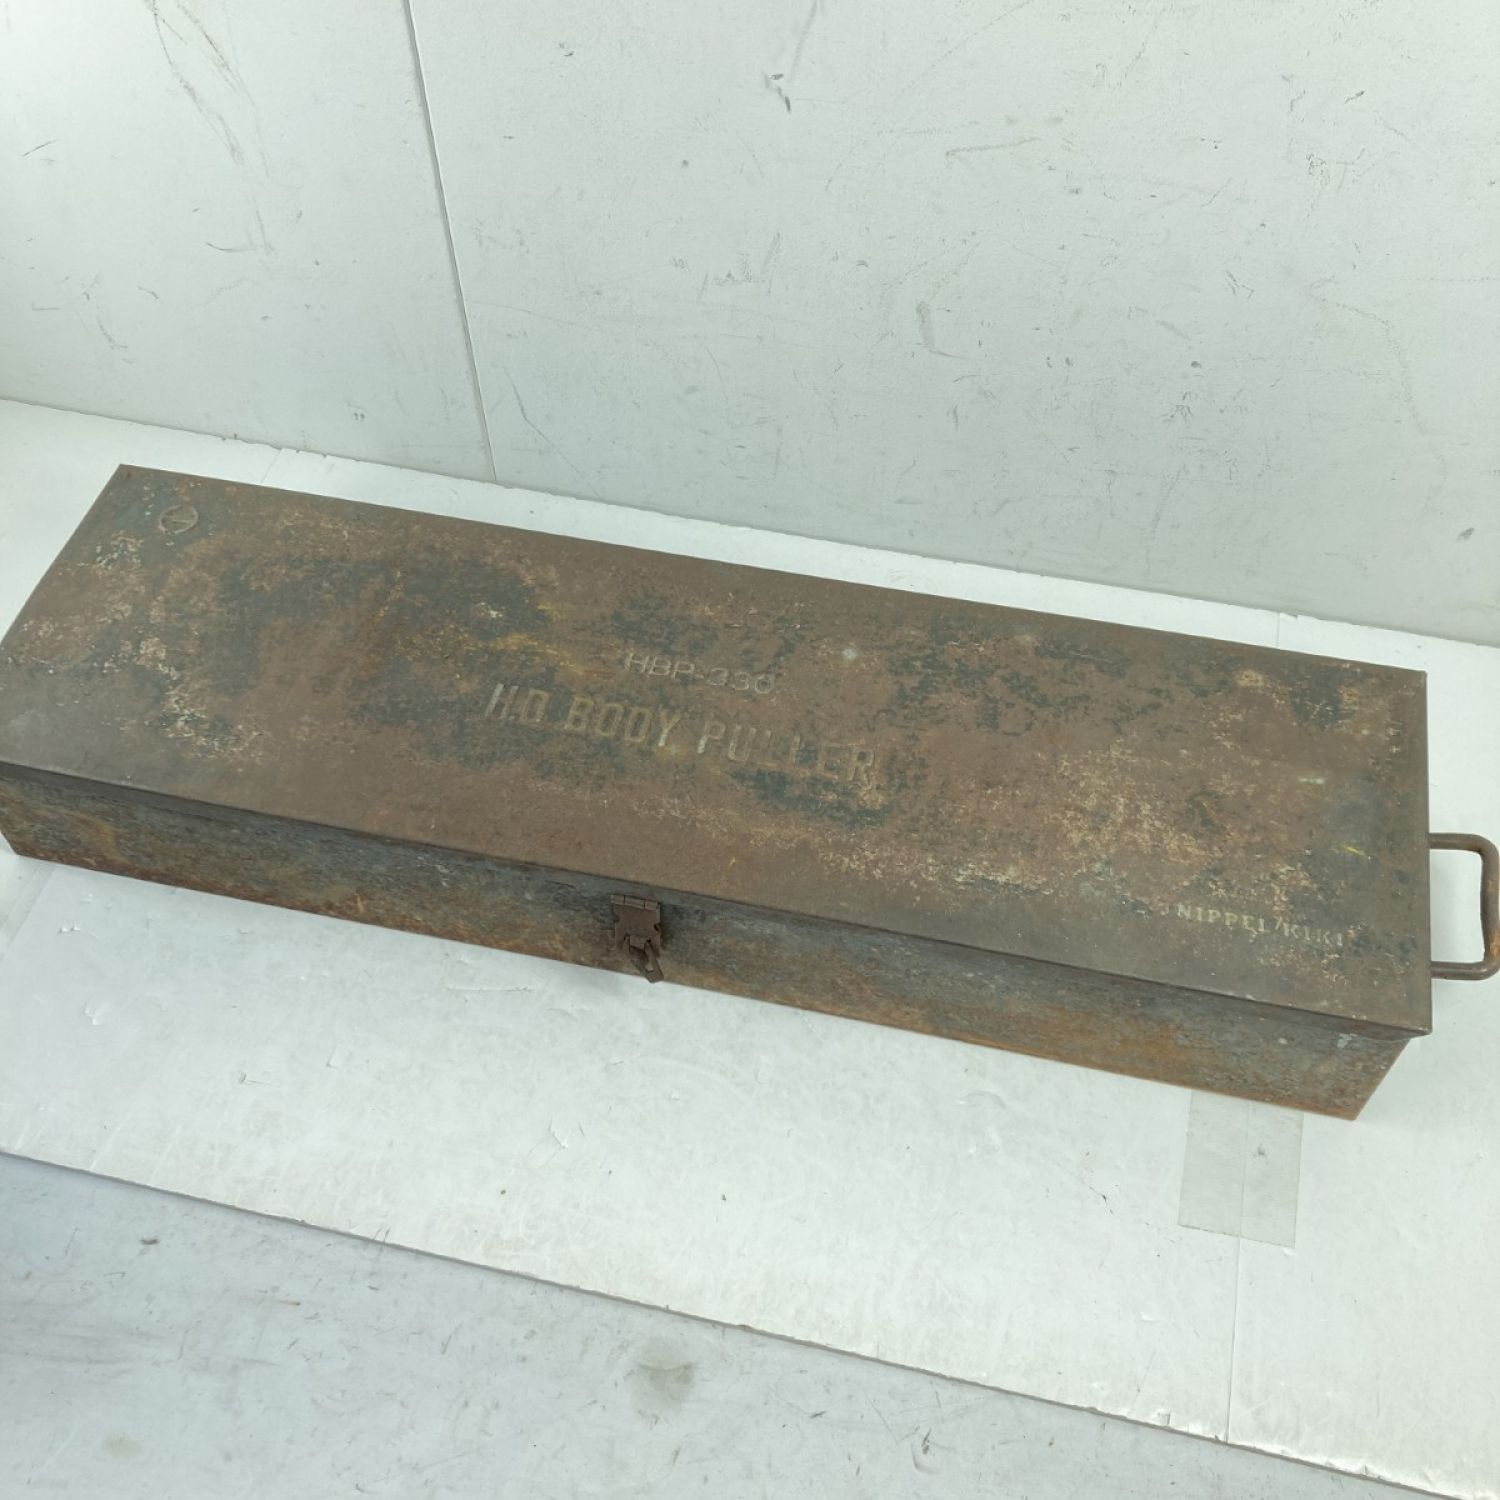 HBP-330
H.D BODY PULLER
NIPPEI KIKI